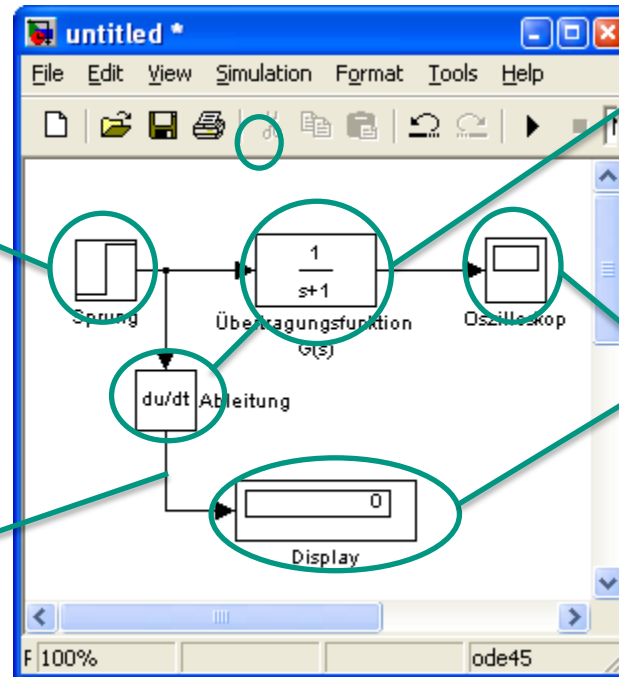 untitled *
File Edit View Simulation Format Tools Help
1
s+1
Sprung
Übertragungsfunktion
G(s)
Oszilloskop
du/dt
Ableitung
0
Display
F 100%
ode45